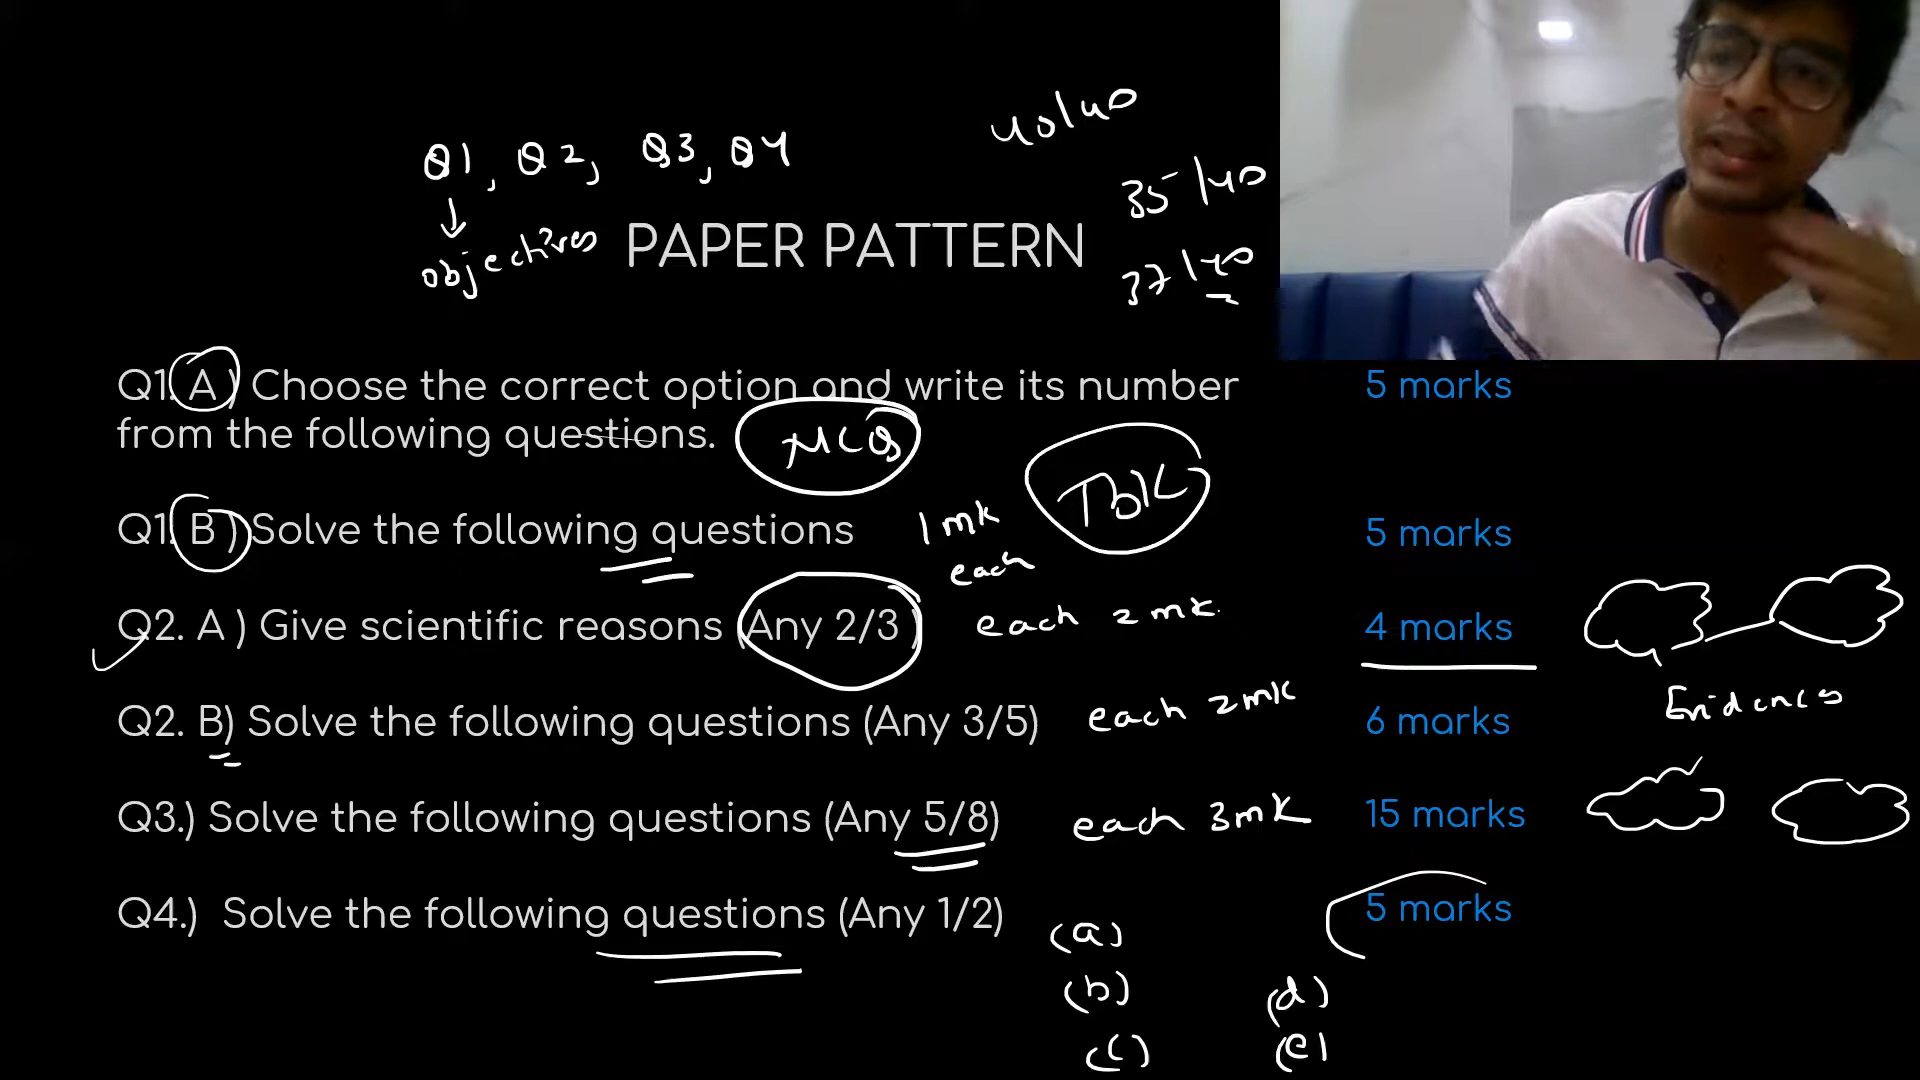 Q1, Q2, Q3, Q4
40/40
35/40
objectives
PAPER PATTERN
37/40
Q1. A ) Choose the correct option and write its number
5 marks
from the following questions.
MCQs
TBK
Q1. B ) Solve the following questions
1 mk
each
5 marks
Q2. A ) Give scientific reasons (Any 2/3 )
each 2 mk.
4 marks
Q2. B) Solve the following questions (Any 3/5)
each 2mk
6 marks
Evidences
Q3.) Solve the following questions (Any 5/8)
each 3mk
15 marks
Q4.) Solve the following questions (Any 1/2)
5 marks
(a)
(b)
(d)
(c)
(e)